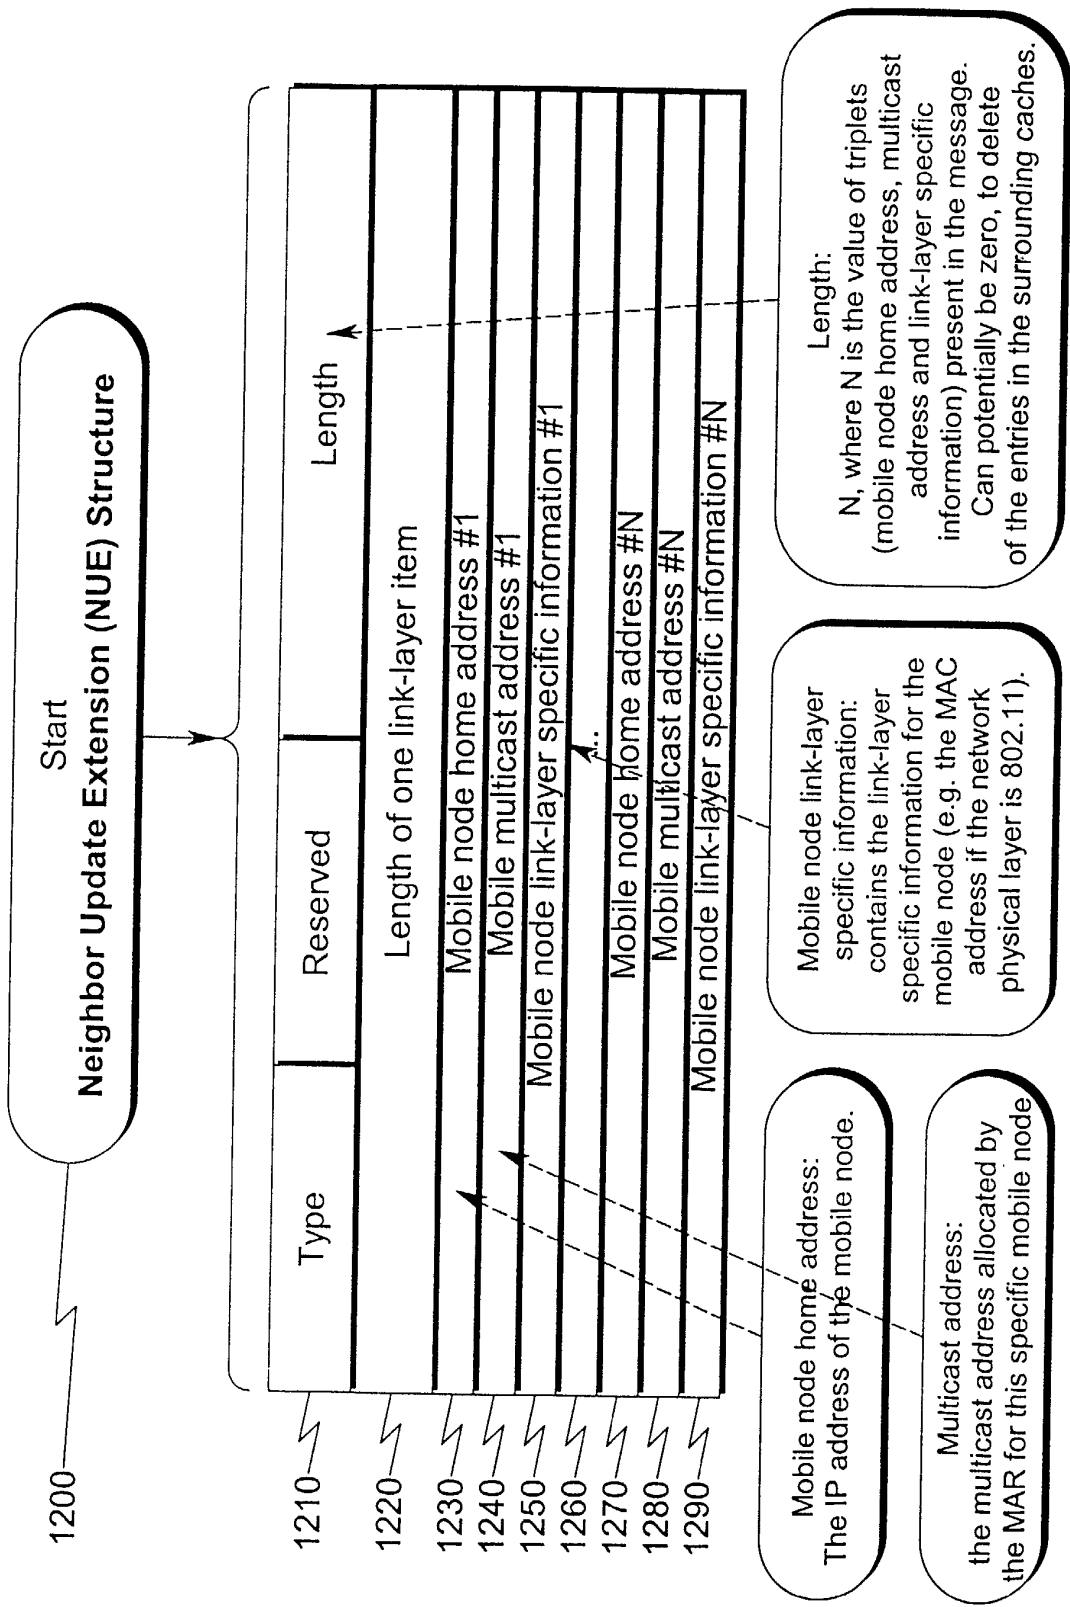 Start
Neighbor Update Extension (NUE) Structure
1200
Type
Reserved
Length
Length of one link-layer item
Mobile node home address #1
Mobile multicast address #1
Mobile node link-layer specific information #1
...
Mobile node home address #N
Mobile multicast address #N
Mobile node link-layer specific information #N
1210
1220
1230
1240
1250
1260
1270
1280
1290
Mobile node home address:
The IP address of the mobile node.
Multicast address:
the multicast address allocated by
the MAR for this specific mobile node
Mobile node link-layer
specific information:
contains the link-layer
specific information for the
mobile node (e.g. the MAC
address if the network
physical layer is 802.11).
Length:
N, where N is the value of triplets
(mobile node home address, multicast
address and link-layer specific
information) present in the message.
Can potentially be zero, to delete
of the entries in the surrounding caches.